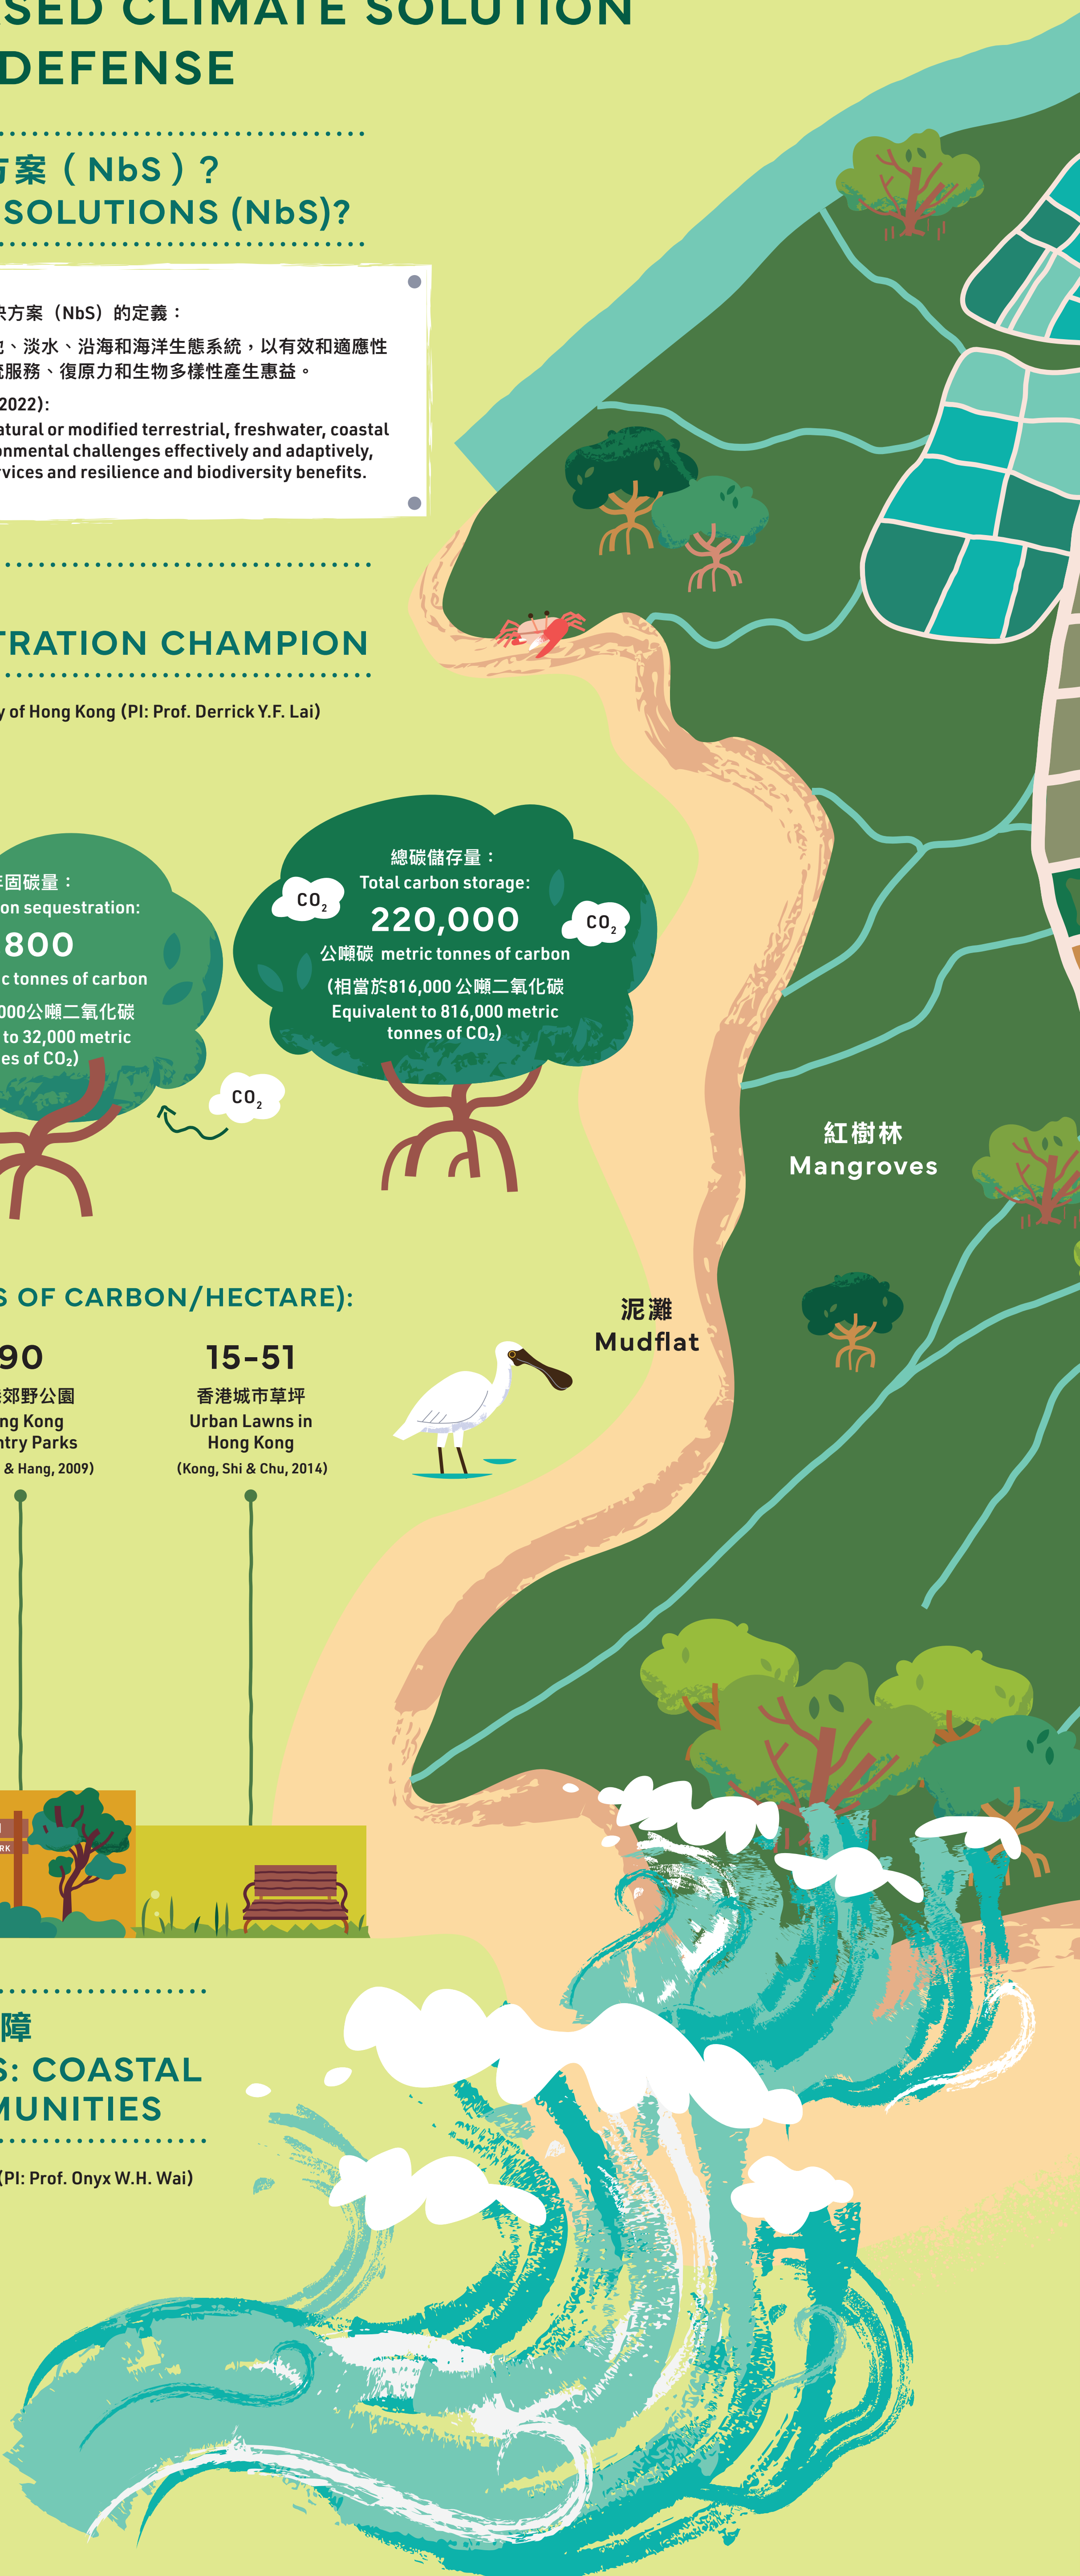 SED CLIMATE SOLUTION
DEFENSE
方案(NbS)?
SOLUTIONS (NbS)?
方案(NbS)的定義：
、淡水、沿海和海洋生態系統，以有效和適應性
服務、復原力和生物多樣性產生惠益。
2022):
atural or modified terrestrial, freshwater, coastal
onmental challenges effectively and adaptively,
rvices and resilience and biodiversity benefits.
TRATION CHAMPION
y of Hong Kong (PI: Prof. Derrick Y.F. Lai)
固碳量：
on sequestration:
800
c tonnes of carbon
000公噸二氧化碳
to 32,000 metric
es of CO₂)
CO₂
總碳儲存量：
Total carbon storage:
220,000
公噸碳 metric tonnes of carbon
(相當於816,000 公噸二氧化碳
Equivalent to 816,000 metric
tonnes of CO₂)
CO₂
CO₂
紅樹林
Mangroves
S OF CARBON/HECTARE):
90
郊野公園
ng Kong
ntry Parks
& Hang, 2009)
15-51
香港城市草坪
Urban Lawns in
Hong Kong
(Kong, Shi & Chu, 2014)
泥灘
Mudflat
RK
障
S: COASTAL
MUNITIES
(PI: Prof. Onyx W.H. Wai)